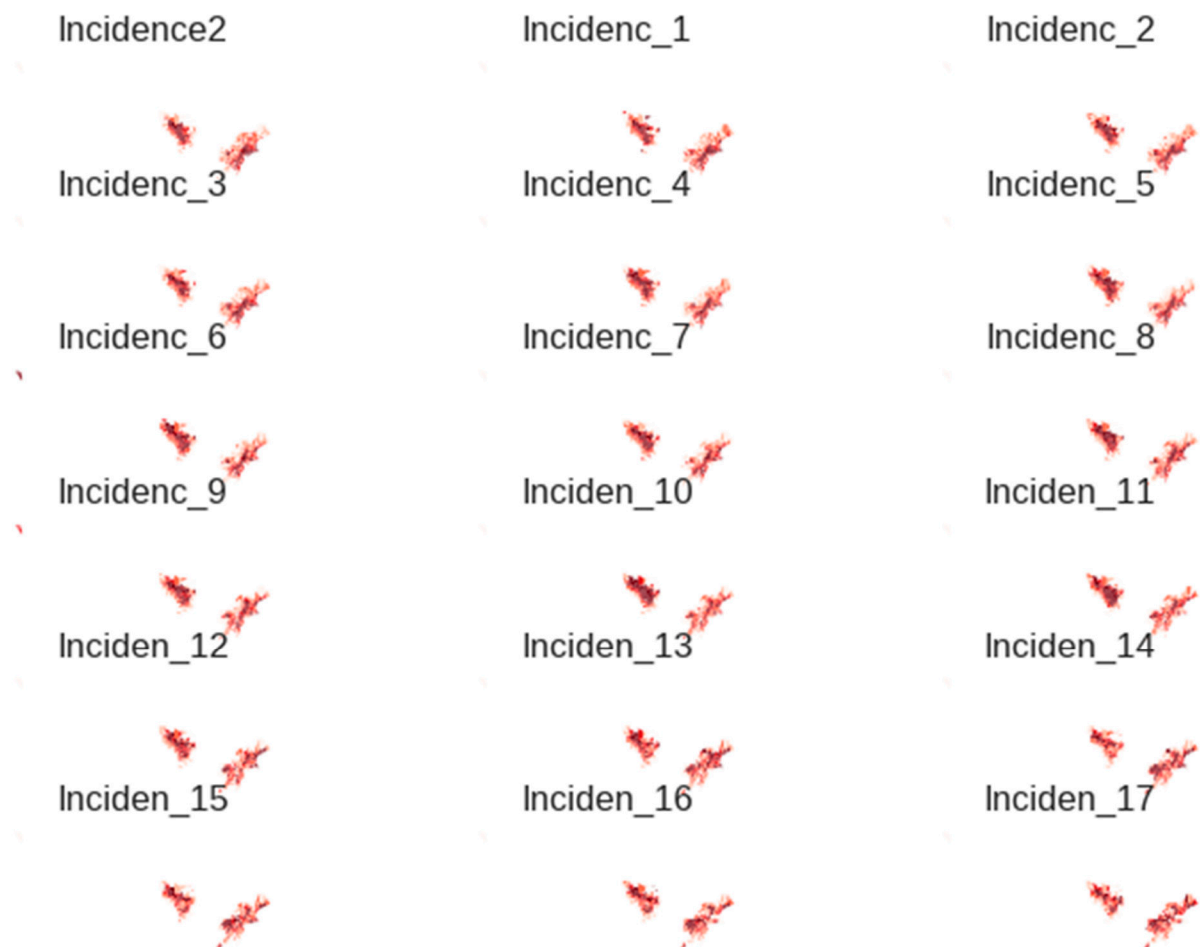 Incidence2 Incidenc_1 Incidenc_2
Incidenc_3 Incidenc_4 Incidenc_5
Incidenc_6 Incidenc_7 Incidenc_8
Incidenc_9 Inciden_10 Inciden_11
Inciden_12 Inciden_13 Inciden_14
Inciden_15 Inciden_16 Inciden_17